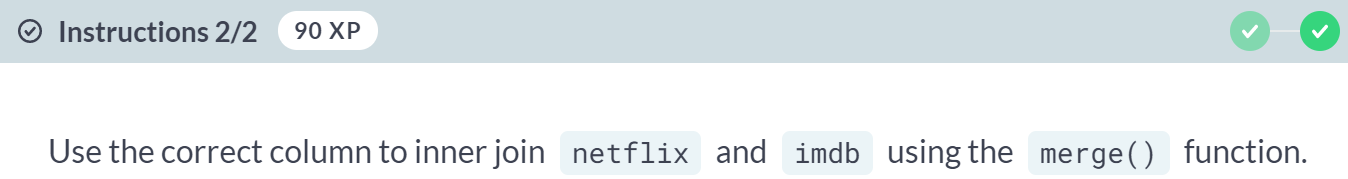 Instructions 2/2 90 XP
Use the correct column to inner join netflix and imdb using the merge() function.